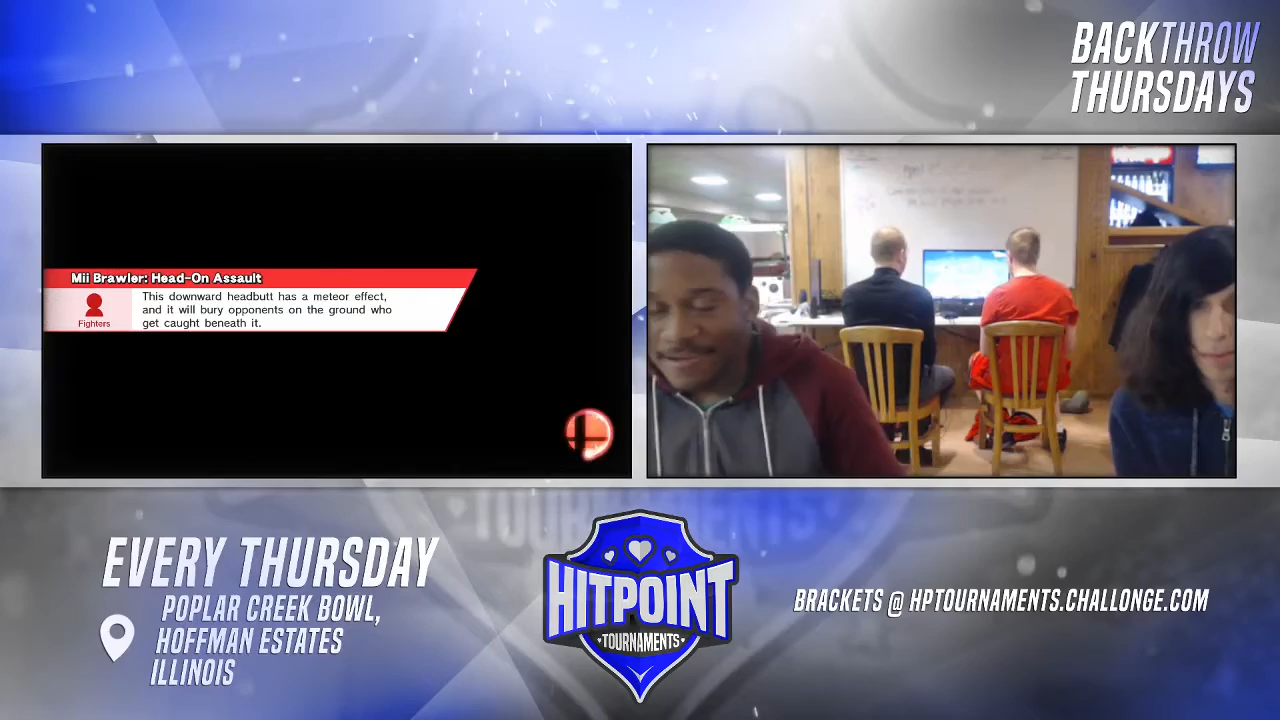 BACKTHROW
THURSDAYS
Mii Brawler: Head-On Assault
This downward headbutt has a meteor effect,
and it will bury opponents on the ground who
get caught beneath it.
Fighters
EVERY THURSDAY
POPLAR CREEK BOWL,
HOFFMAN ESTATES
ILLINOIS
HITPOINT
•TOURNAMENTS•
BRACKETS @ HPTOURNAMENTS.CHALLONGE.COM
TOURNAMENTS